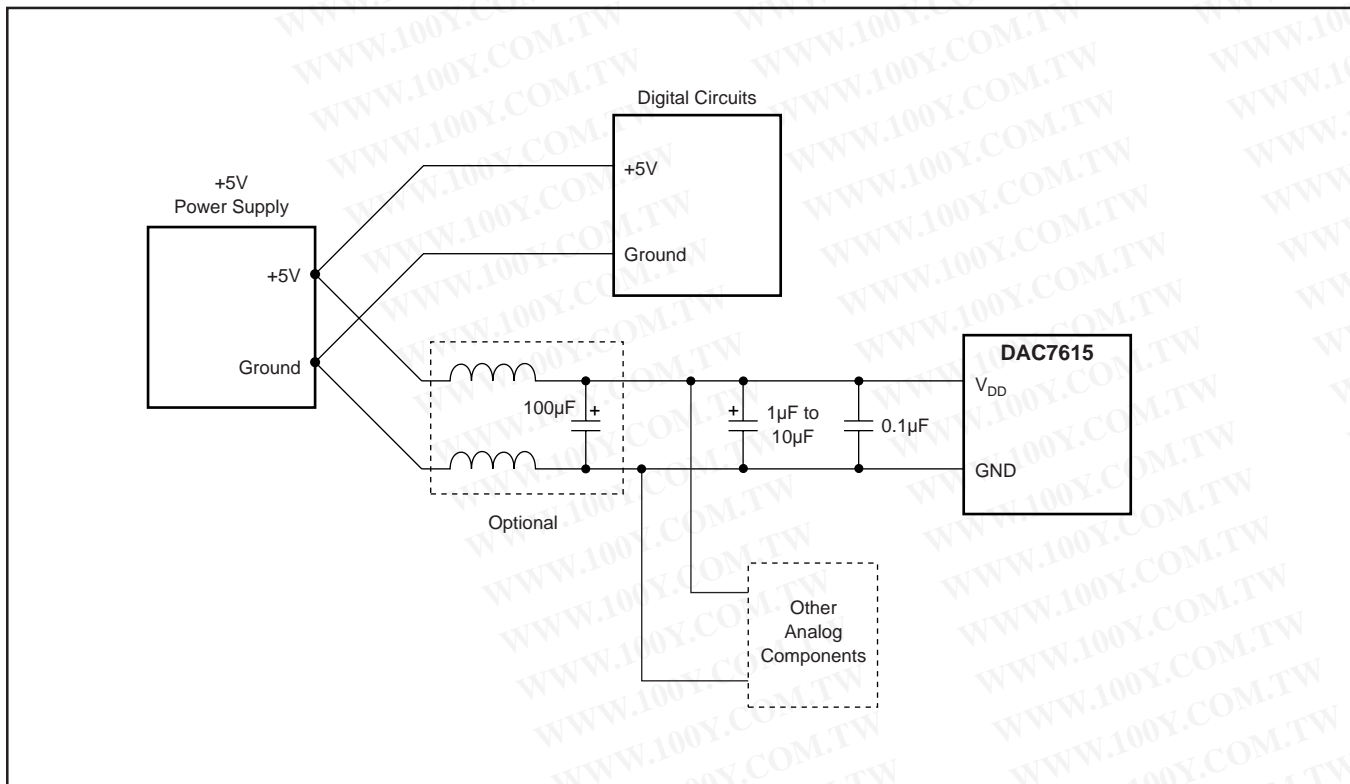 Digital Circuits
+5V
Ground
+5V
Power Supply
+5V
Ground
100µF
+
Optional
+
1µF to
10µF
0.1µF
DAC7615
VDD
GND
Other
Analog
Components
WWW.100Y.COM.TW